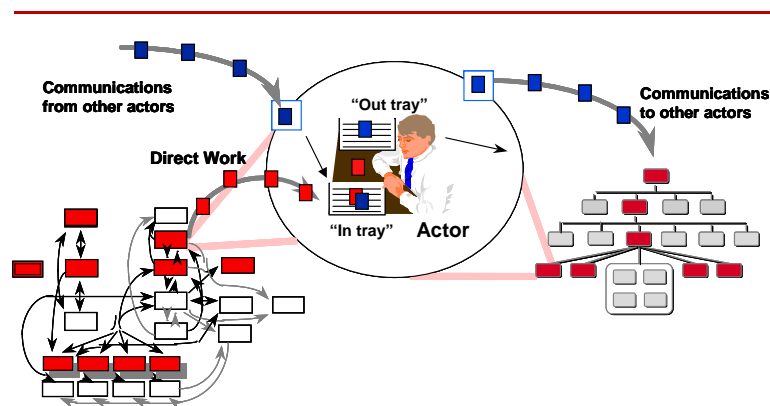 Communications
from other actors
“Out tray”
Communications
to other actors
Direct Work
“In tray”
Actor